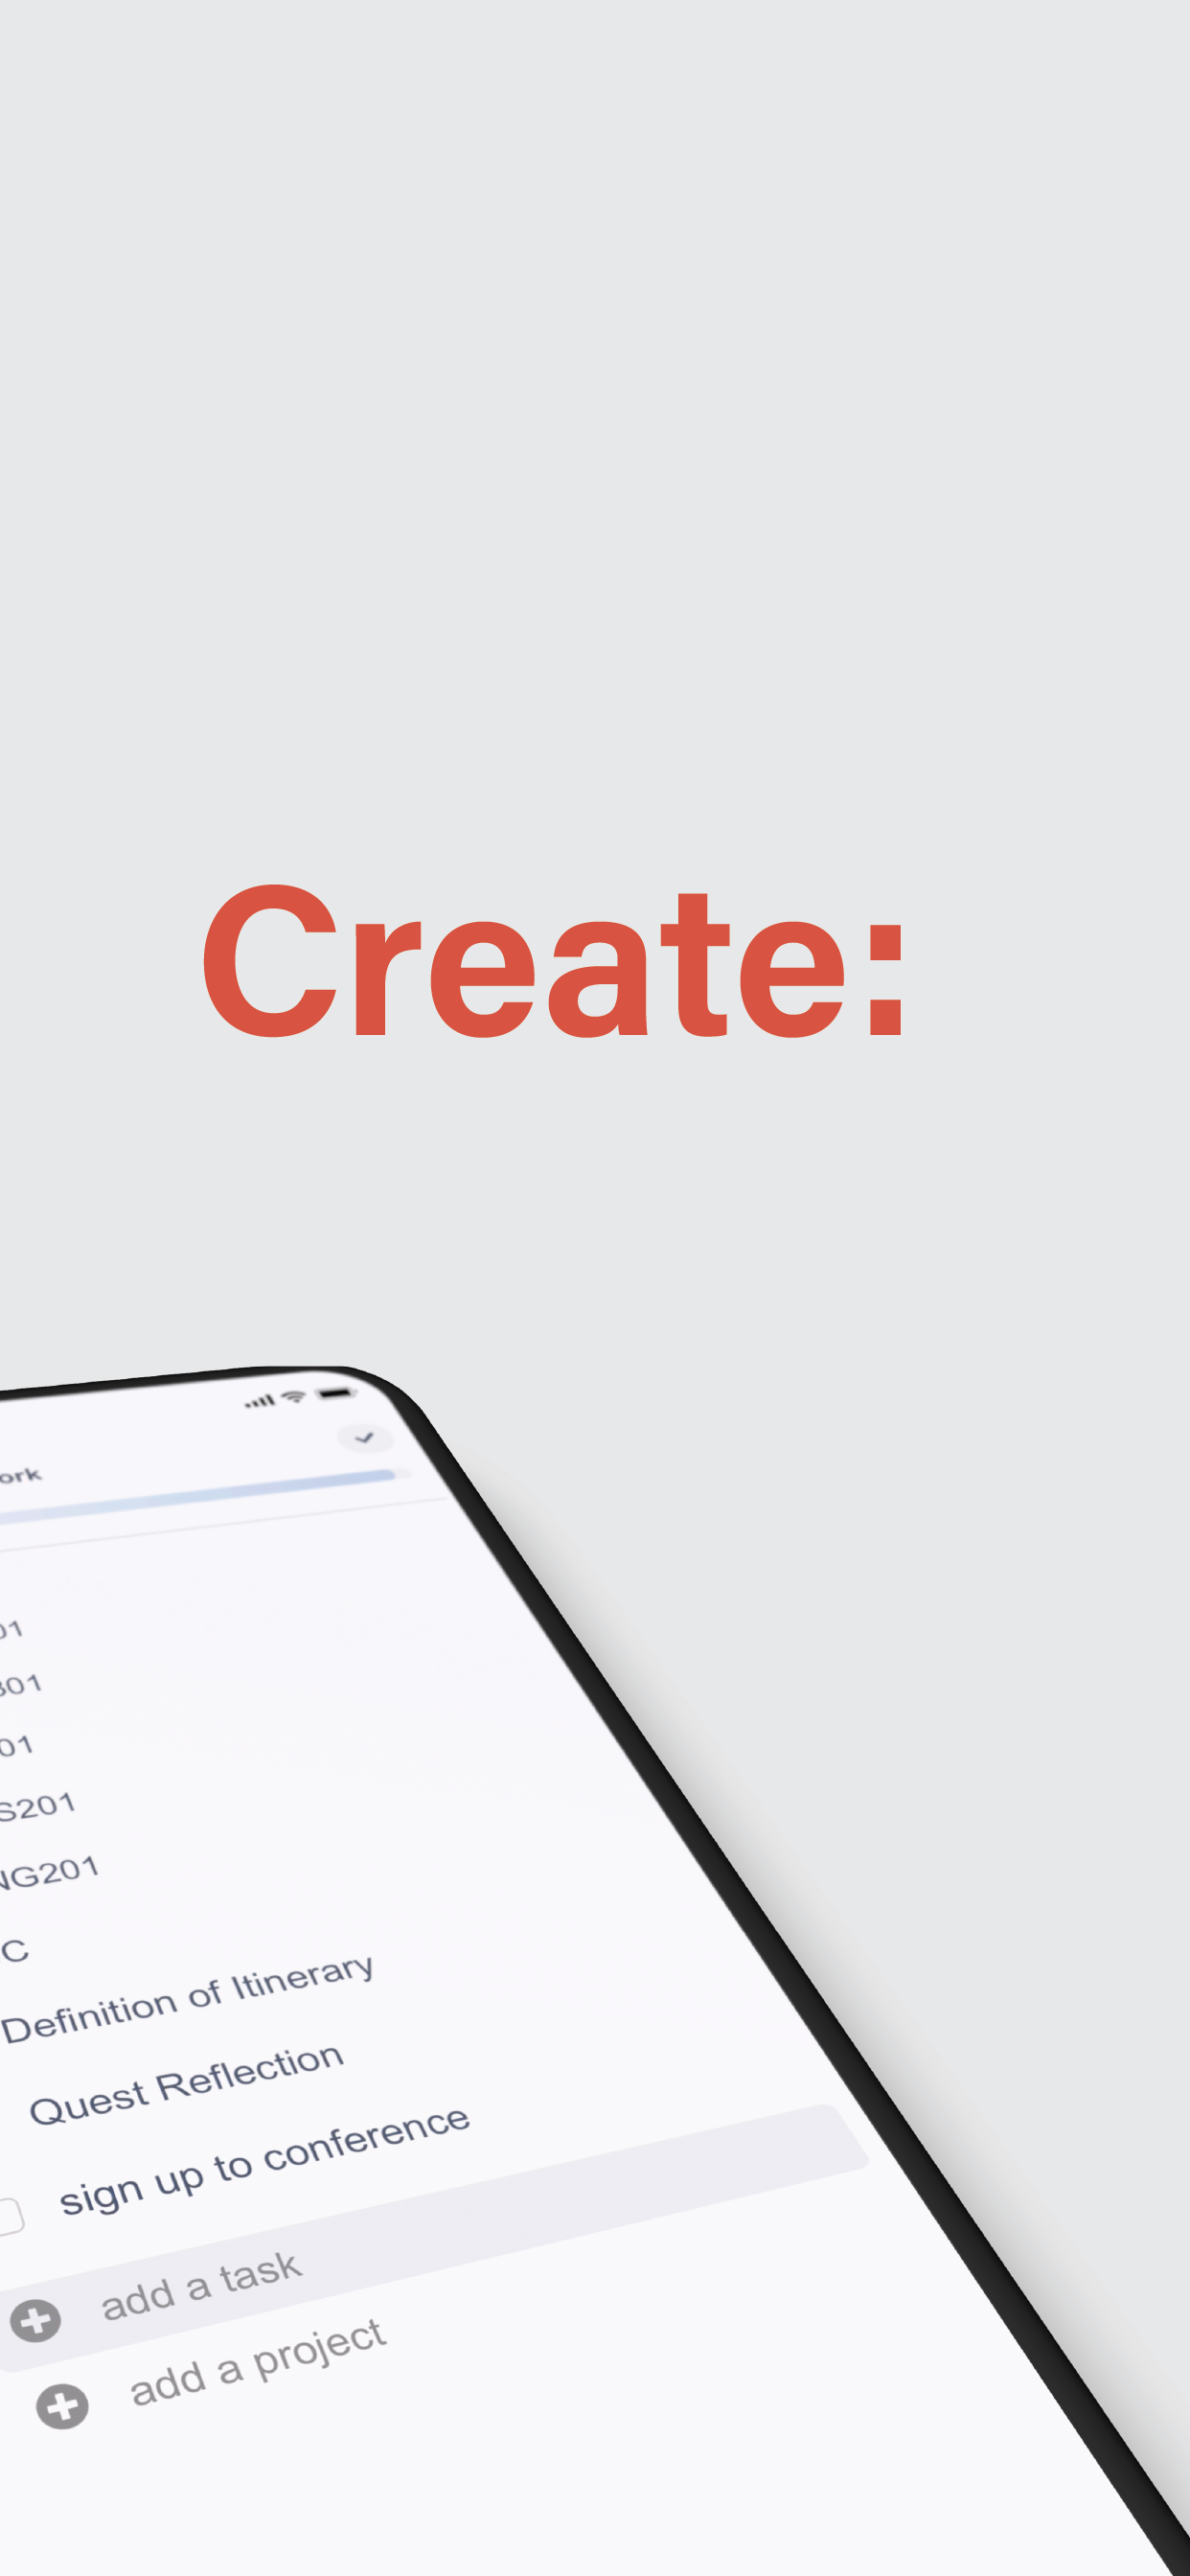 Create:
ork
01
301
01
S201
NG201
C
Definition of Itinerary
Quest Reflection
sign up to conference
add a task
add a project